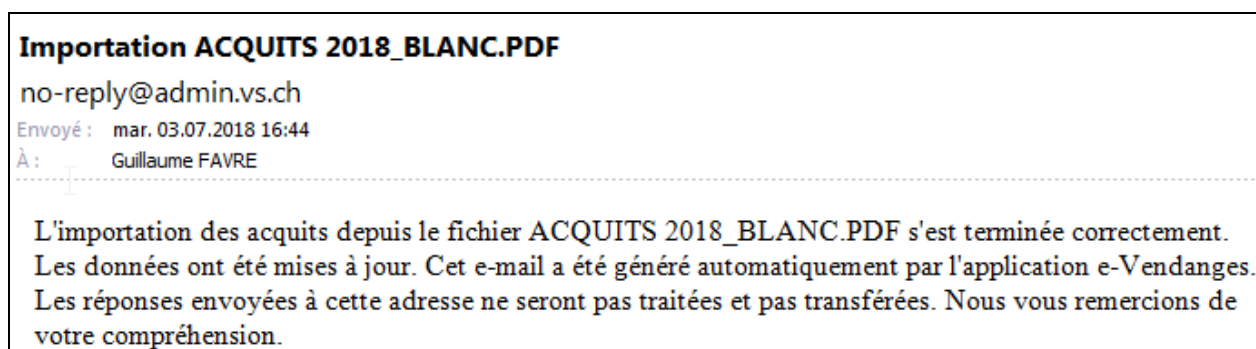 Importation ACQUITS 2018_BLANC.PDF
no-reply@admin.vs.ch
Envoyé : mar. 03.07.2018 16:44
À : Guillaume FAVRE
L'importation des acquits depuis le fichier ACQUITS 2018_BLANC.PDF s'est terminée correctement.
Les données ont été mises à jour. Cet e-mail a été généré automatiquement par l'application e-Vendanges.
Les réponses envoyées à cette adresse ne seront pas traitées et pas transférées. Nous vous remercions de
votre compréhension.